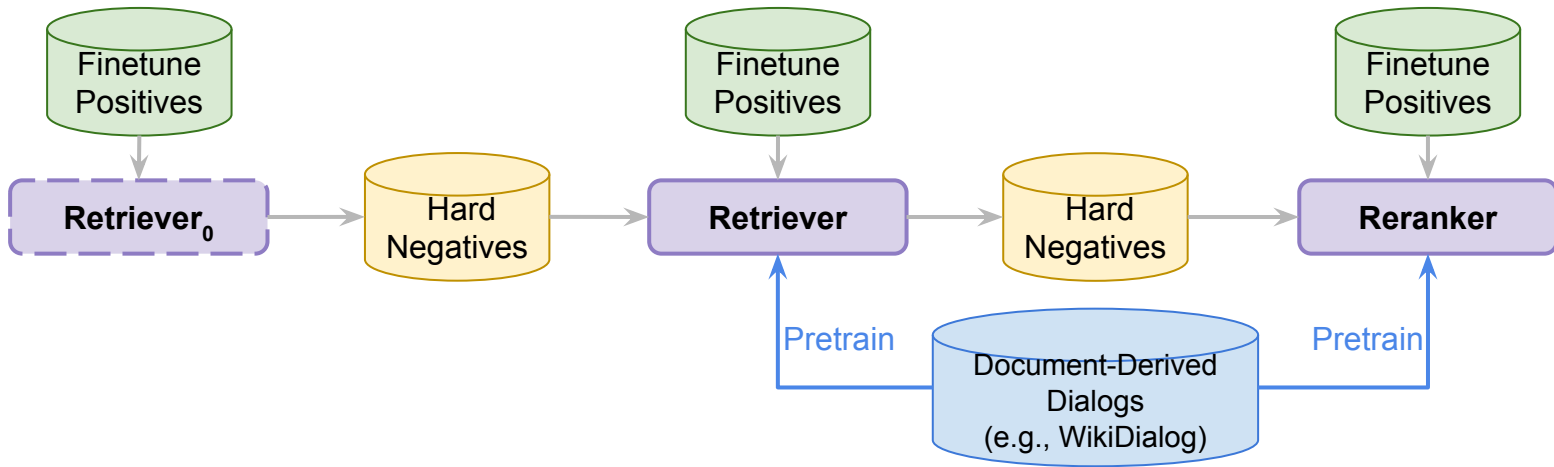 Finetune
Positives
Finetune
Positives
Finetune
Positives
Retriever₀
Hard
Negatives
Retriever
Hard
Negatives
Reranker
Pretrain
Pretrain
Document-Derived
Dialogs
(e.g., WikiDialog)